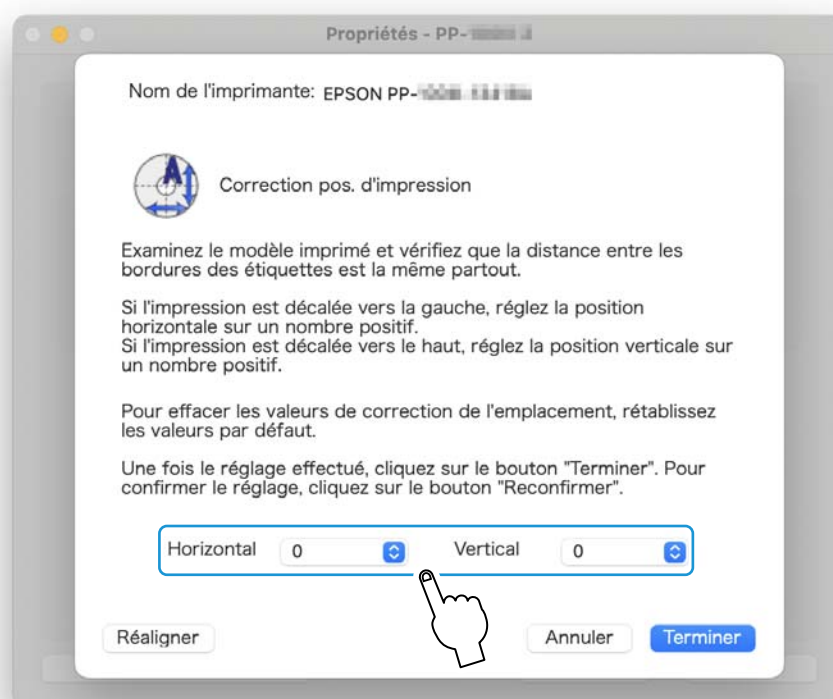 Propriétés - PP-
Nom de l'imprimante: EPSON PP-
A
Correction pos. d'impression
Examinez le modèle imprimé et vérifiez que la distance entre les
bordures des étiquettes est la même partout.
Si l'impression est décalée vers la gauche, réglez la position
horizontale sur un nombre positif.
Si l'impression est décalée vers le haut, réglez la position verticale sur
un nombre positif.
Pour effacer les valeurs de correction de l'emplacement, rétablissez
les valeurs par défaut.
Une fois le réglage effectué, cliquez sur le bouton "Terminer". Pour
confirmer le réglage, cliquez sur le bouton "Reconfirmer".
Horizontal 0 Vertical 0
Réaligner Annuler Terminer